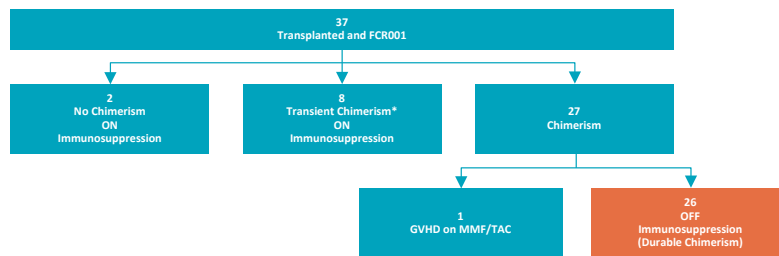 37
Transplanted and FCR001
2
No Chimerism
ON
Immunosuppression
8
Transient Chimerism*
ON
Immunosuppression
27
Chimerism
1
GVHD on MMF/TAC
26
OFF
Immunosuppression
(Durable Chimerism)